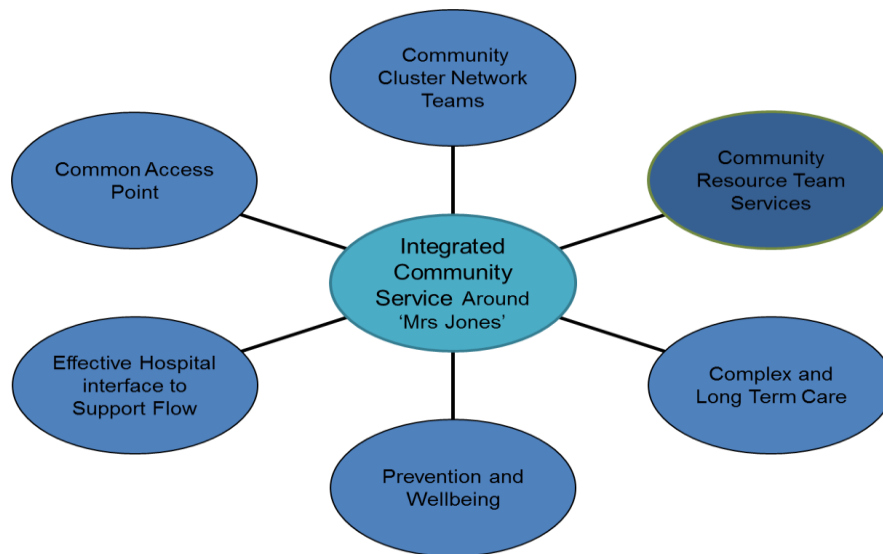 Community
Cluster Network
Teams
Common Access
Point
Community
Resource Team
Services
Integrated
Community
Service Around
‘Mrs Jones’
Effective Hospital
interface to
Support Flow
Complex and
Long Term Care
Prevention and
Wellbeing